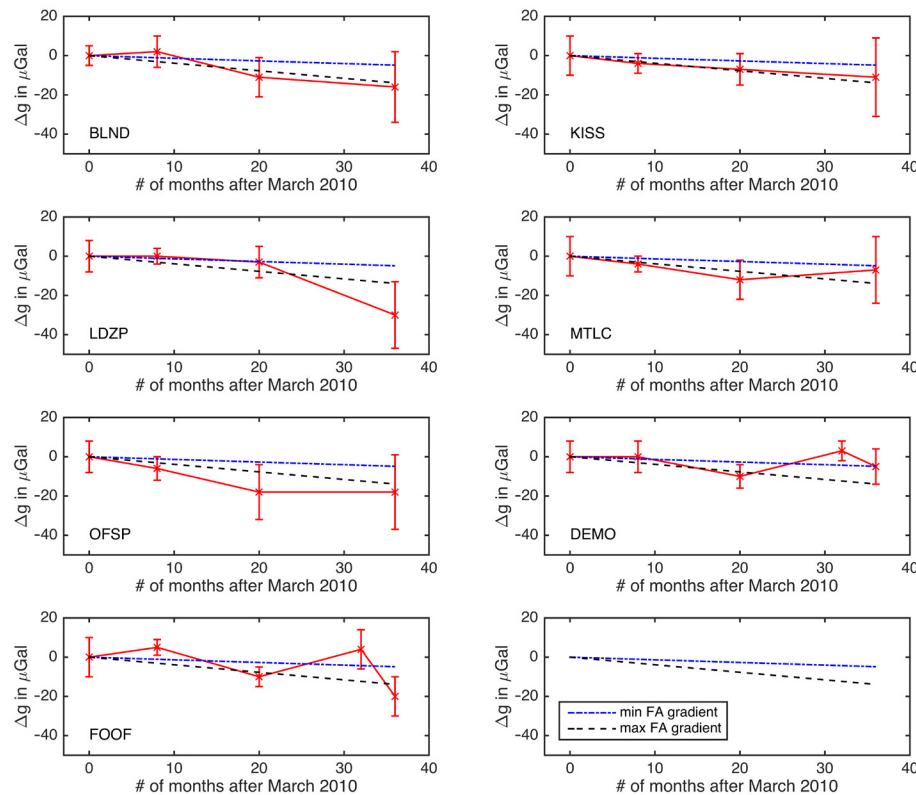 20
0
-20
-40
Δg in μGal
BLND
0 10 20 30 40
# of months after March 2010
20
0
-20
-40
Δg in μGal
KISS
0 10 20 30 40
# of months after March 2010
20
0
-20
-40
Δg in μGal
LDZP
0 10 20 30 40
# of months after March 2010
20
0
-20
-40
Δg in μGal
MTLC
0 10 20 30 40
# of months after March 2010
20
0
-20
-40
Δg in μGal
OFSP
0 10 20 30 40
# of months after March 2010
20
0
-20
-40
Δg in μGal
DEMO
0 10 20 30 40
# of months after March 2010
20
0
-20
-40
Δg in μGal
FOOF
0 10 20 30 40
# of months after March 2010
20
0
-20
-40
Δg in μGal
min FA gradient
max FA gradient
0 10 20 30 40
# of months after March 2010